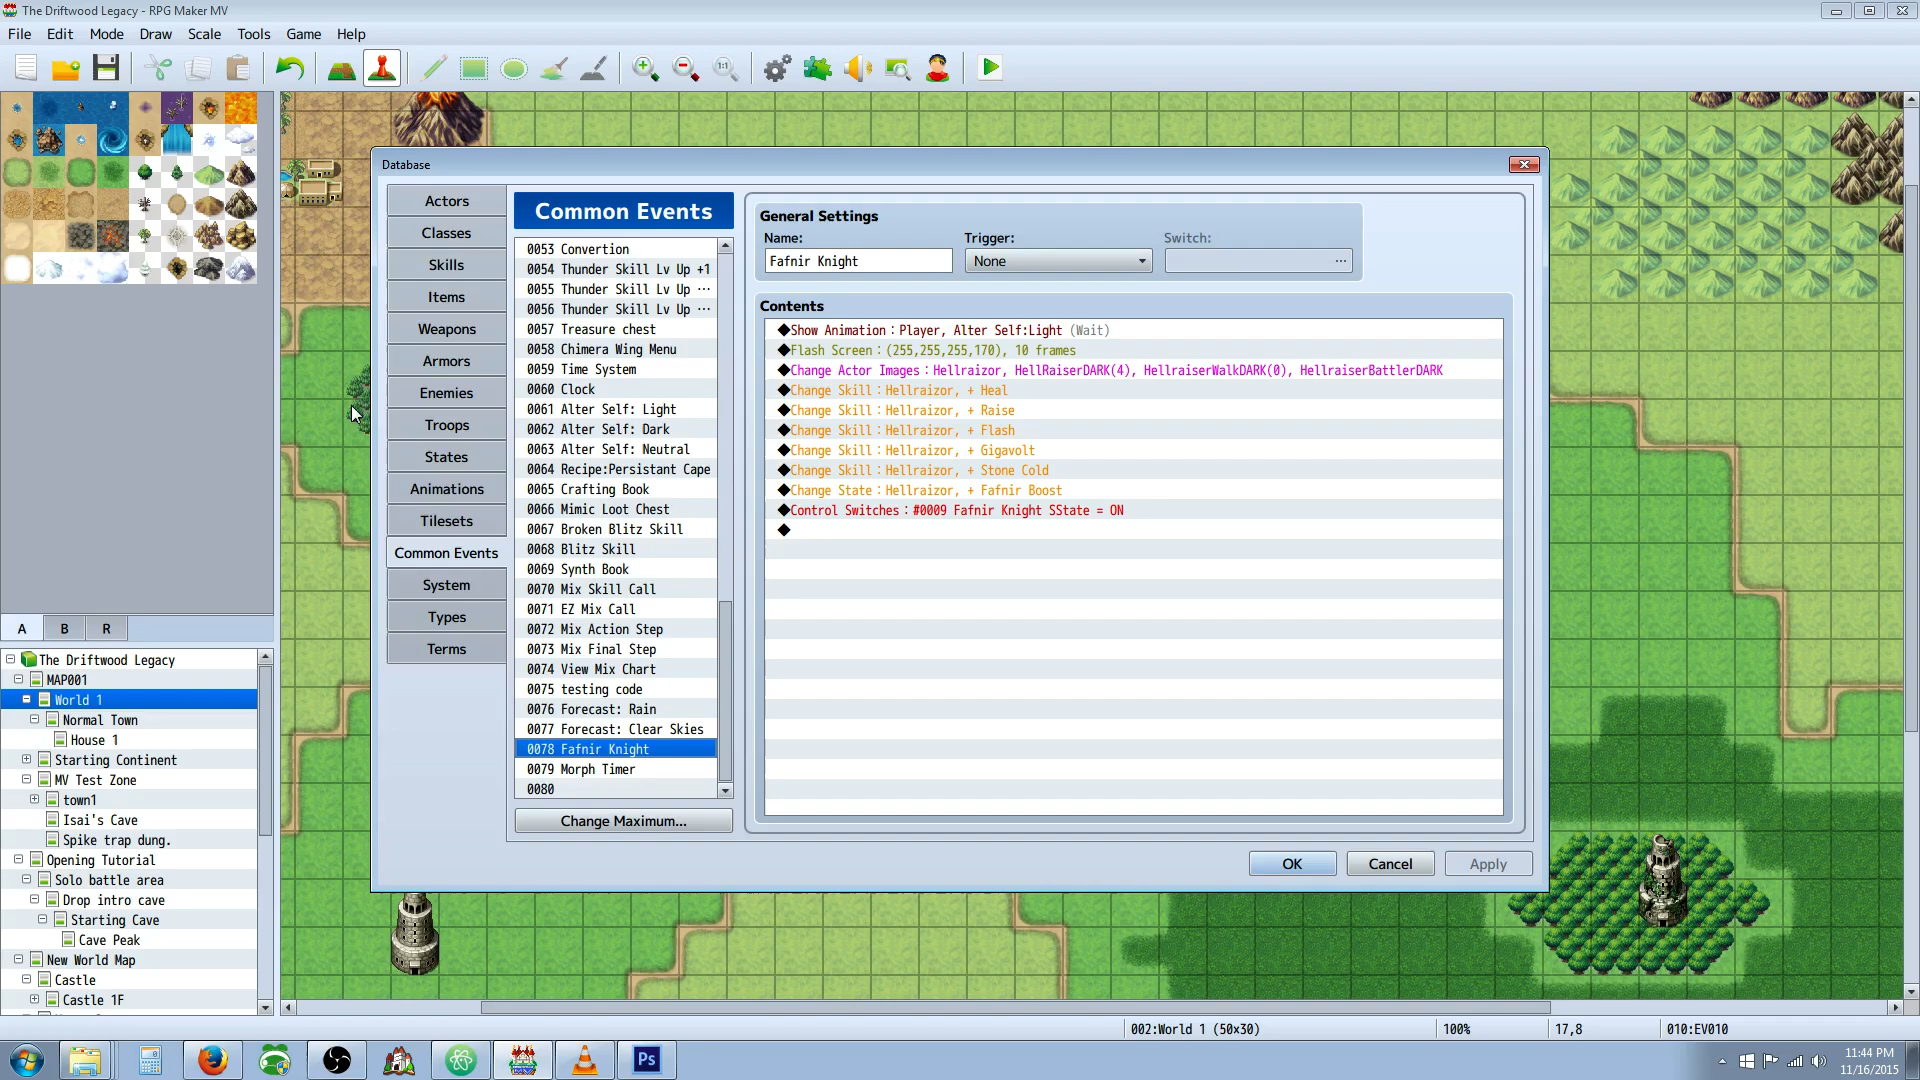 The Driftwood Legacy - RPG Maker MV
File Edit Mode Draw Scale Tools Game Help
1:1
Database
Actors
Classes
Skills
Items
Weapons
Armors
Enemies
Troops
States
Animations
Tilesets
Common Events
System
Types
Terms
Common Events
0053 Convertion
0054 Thunder Skill Lv Up +1
0055 Thunder Skill Lv Up ...
0056 Thunder Skill Lv Up ...
0057 Treasure chest
0058 Chimera Wing Menu
0059 Time System
0060 Clock
0061 Alter Self: Light
0062 Alter Self: Dark
0063 Alter Self: Neutral
0064 Recipe:Persistant Cape
0065 Crafting Book
0066 Mimic Loot Chest
0067 Broken Blitz Skill
0068 Blitz Skill
0069 Synth Book
0070 Mix Skill Call
0071 EZ Mix Call
0072 Mix Action Step
0073 Mix Final Step
0074 View Mix Chart
0075 testing code
0076 Forecast: Rain
0077 Forecast: Clear Skies
0078 Fafnir Knight
0079 Morph Timer
0080
Change Maximum...
General Settings
Name: Trigger: Switch:
Fafnir Knight None ...
Contents
◆Show Animation：Player, Alter Self:Light (Wait)
◆Flash Screen：(255,255,255,170), 10 frames
◆Change Actor Images：Hellraizor, HellRaiserDARK(4), HellraiserWalkDARK(0), HellraiserBattlerDARK
◆Change Skill：Hellraizor, + Heal
◆Change Skill：Hellraizor, + Raise
◆Change Skill：Hellraizor, + Flash
◆Change Skill：Hellraizor, + Gigavolt
◆Change Skill：Hellraizor, + Stone Cold
◆Change State：Hellraizor, + Fafnir Boost
◆Control Switches：#0009 Fafnir Knight SState = ON
◆
OK Cancel Apply
A B R
The Driftwood Legacy
MAP001
World 1
Normal Town
House 1
Starting Continent
MV Test Zone
town1
Isai's Cave
Spike trap dung.
Opening Tutorial
Solo battle area
Drop intro cave
Starting Cave
Cave Peak
New World Map
Castle
Castle 1F
002:World 1 (50x30) 100% 17,8 010:EV010
Ps
11:44 PM
11/16/2015